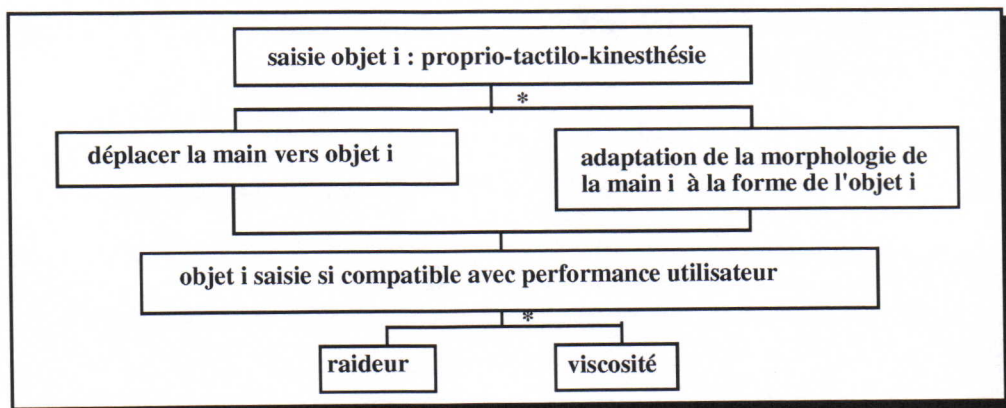 saisie objet i : proprio-tactilo-kinesthésie
*
déplacer la main vers objet i
adaptation de la morphologie de
la main i à la forme de l'objet i
objet i saisie si compatible avec performance utilisateur
*
raideur
viscosité